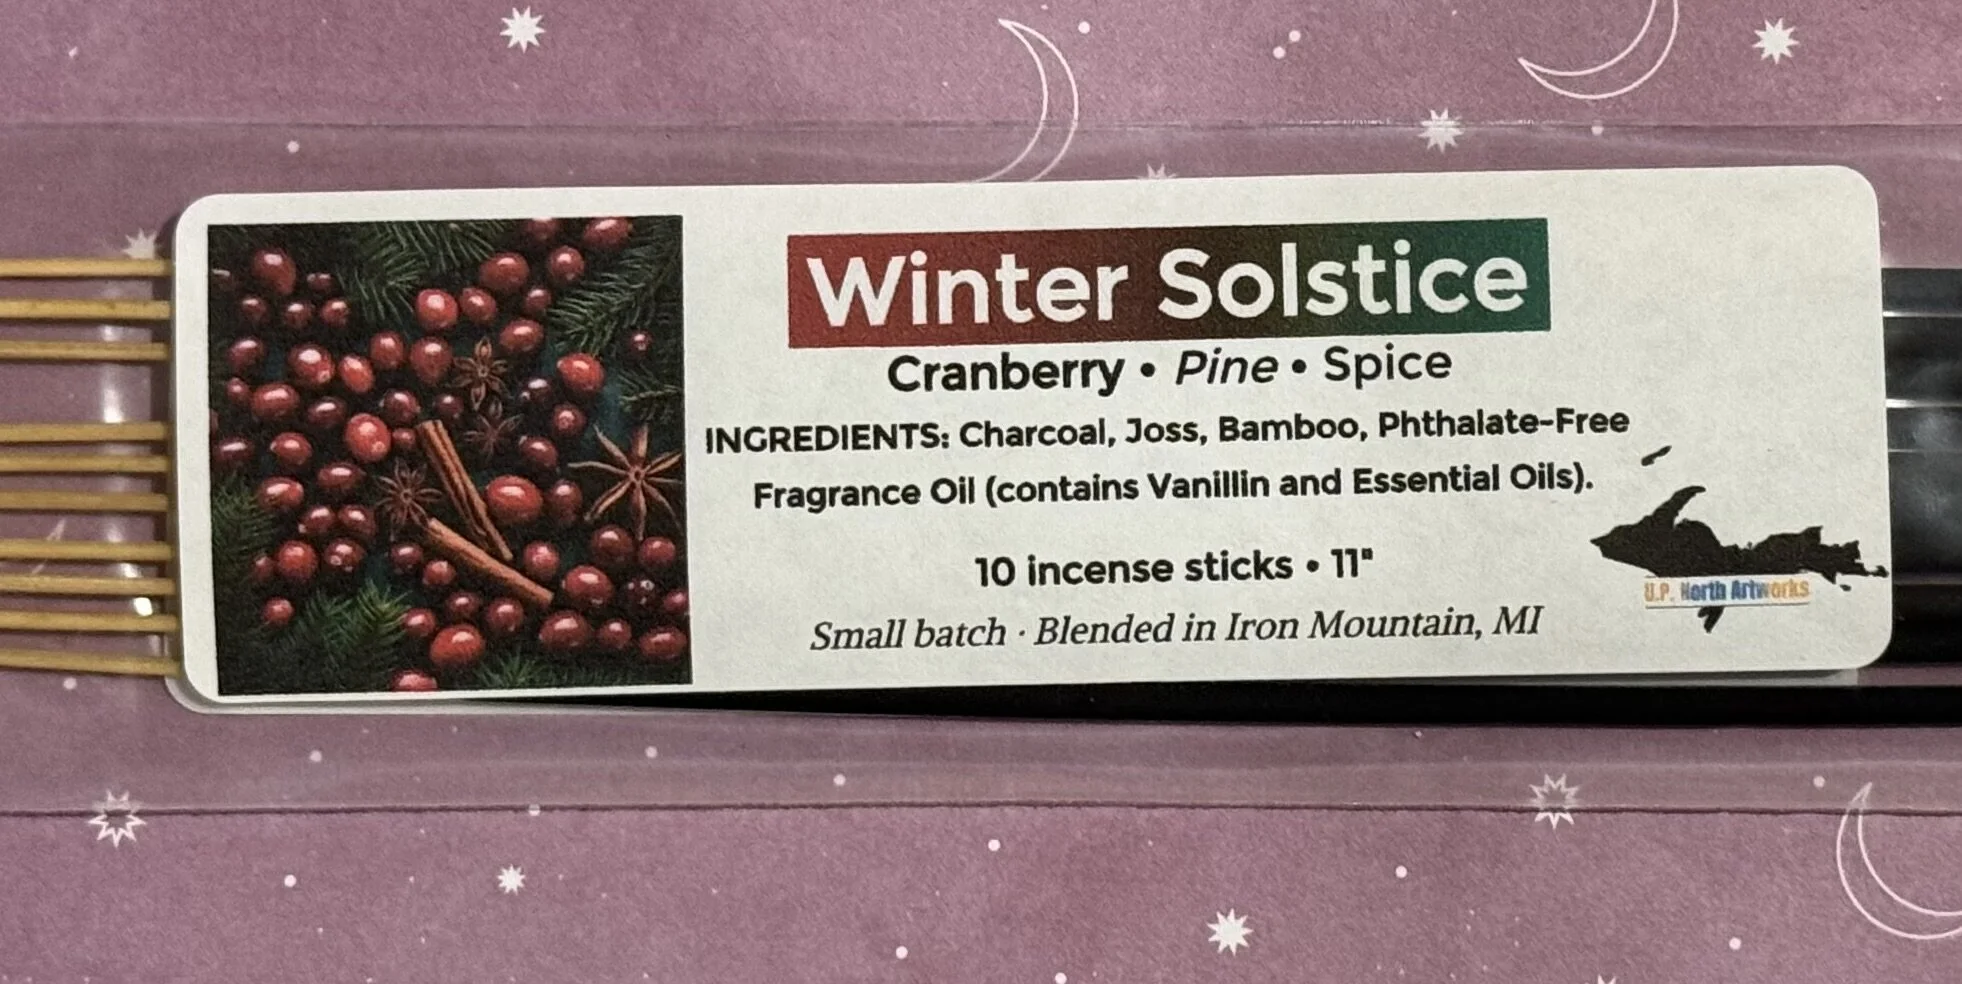 Winter Solstice
Cranberry • Pine • Spice
INGREDIENTS: Charcoal, Joss, Bamboo, Phthalate-Free
Fragrance Oil (contains Vanillin and Essential Oils).
10 incense sticks • 11"
Small batch · Blended in Iron Mountain, MI
U.P. North Artworks